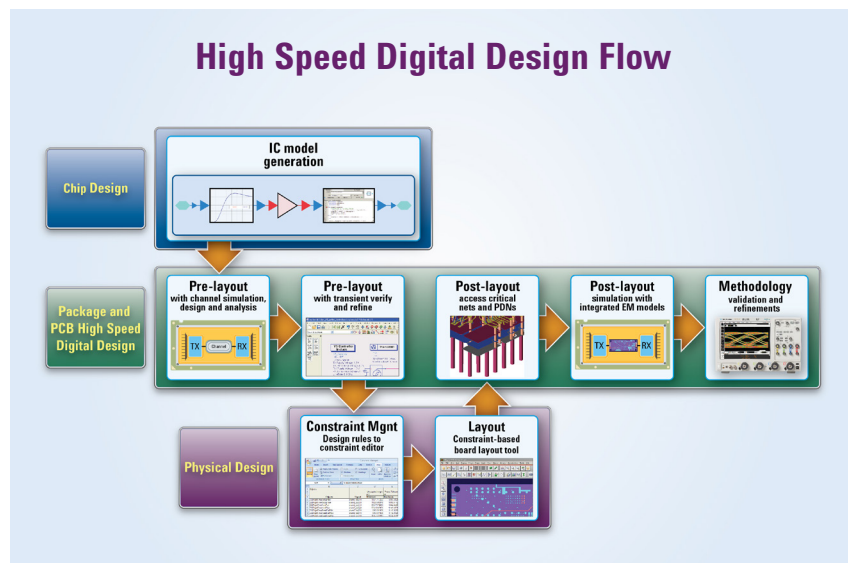 High Speed Digital Design Flow
Chip Design
IC model
generation
Package and
PCB High Speed
Digital Design
Pre-layout
with channel simulation,
design and analysis
TX
Channel
RX
Pre-layout
with transient verify
and refine
Post-layout
access critical
nets and PDNs
Post-layout
simulation with
integrated EM models
TX
RX
Methodology
validation and
refinements
Physical Design
Constraint Mgnt
Design rules to
constraint editor
Layout
Constraint-based
board layout tool